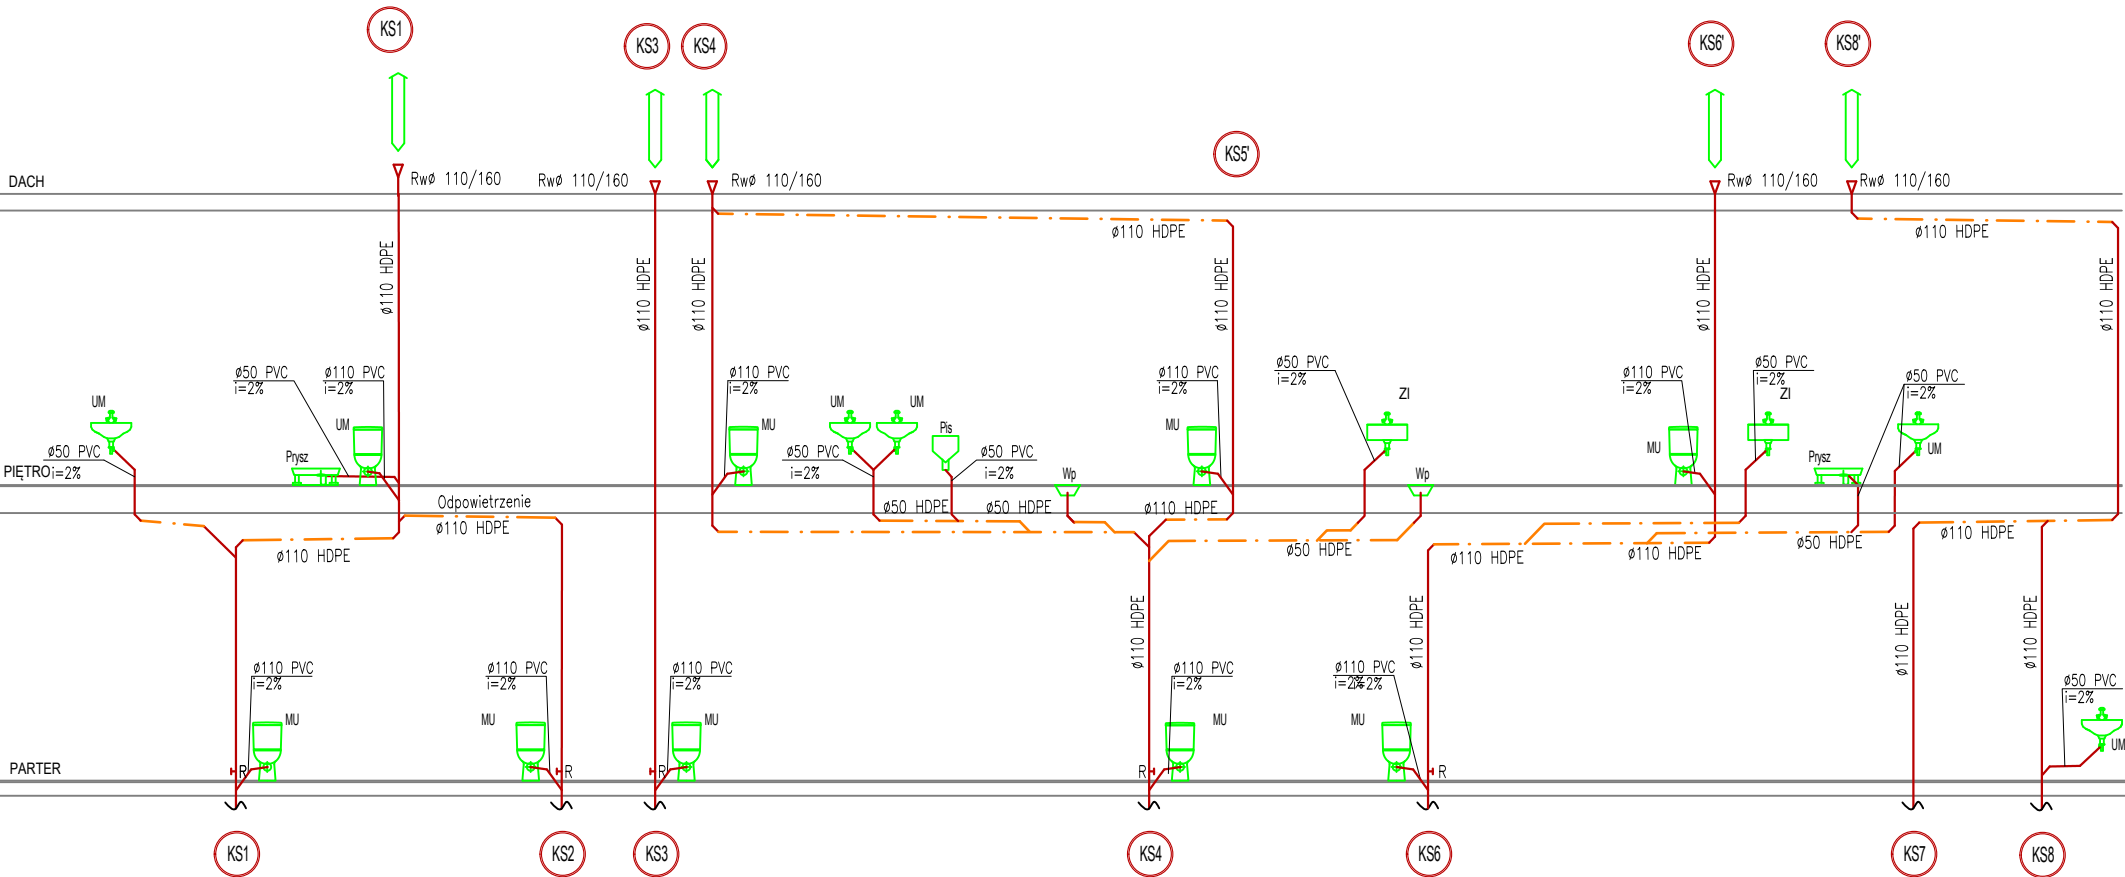 KS1
KS3
KS4
KS6'
KS8'
KS5'
DACH
Rwø 110/160
Rwø 110/160
Rwø 110/160
Rwø 110/160
Rwø 110/160
ø110 HDPE
ø110 HDPE
ø110 HDPE
ø110 HDPE
ø110 HDPE
ø110 HDPE
ø110 HDPE
ø110 HDPE
ø50 PVC
i=2%
ø110 PVC
i=2%
ø110 PVC
i=2%
ø110 PVC
i=2%
ø50 PVC
i=2%
ø110 PVC
i=2%
ø50 PVC
i=2%
ø50 PVC
i=2%
UM
UM
MU
UM
UM
Pis
MU
ZI
MU
ZI
UM
Prysz
Prysz
Wp
Wp
ø50 PVC
PIĘTRO i=2%
ø50 PVC
i=2%
ø50 PVC
i=2%
Odpowietrzenie
ø110 HDPE
ø110 HDPE
ø50 HDPE
ø50 HDPE
ø110 HDPE
ø50 HDPE
ø110 HDPE
ø110 HDPE
ø50 HDPE
ø110 HDPE
ø110 HDPE
ø110 HDPE
ø110 HDPE
ø110 HDPE
ø110 PVC
i=2%
ø110 PVC
i=2%
ø110 PVC
i=2%
ø110 PVC
i=2%
ø110 PVC
i=2%
i=2%
ø50 PVC
i=2%
MU
MU
MU
MU
MU
UM
PARTER
R
R
R
R
R
KS1
KS2
KS3
KS4
KS6
KS7
KS8